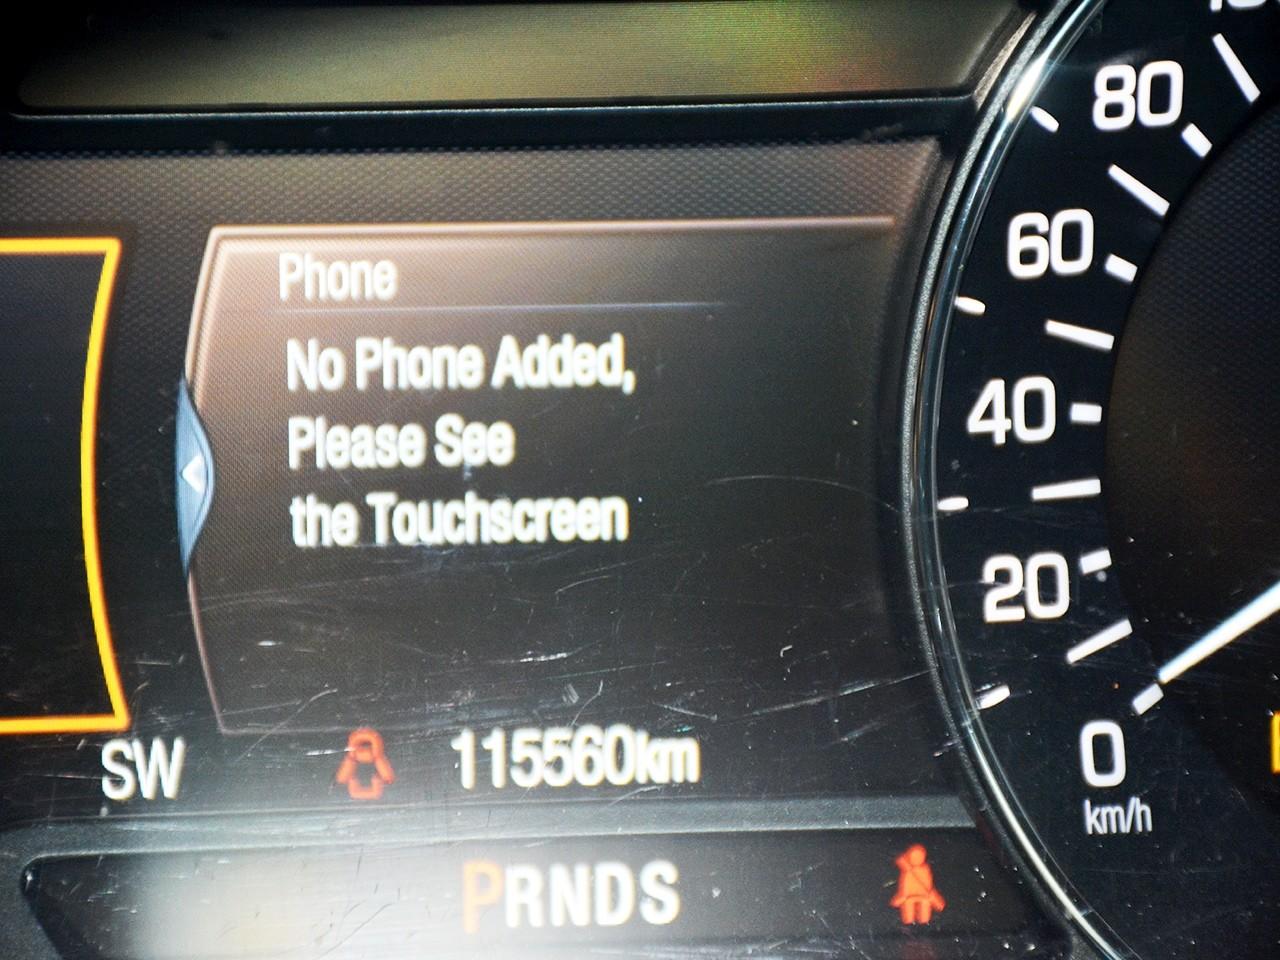 Phone
No Phone Added,
Please See
the Touchscreen
SW
115560km
PRNDS
80
60
40
20
0
km/h